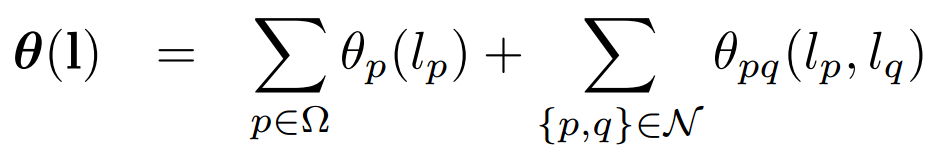 θ(l) = ∑_{p∈Ω} θ_p(l_p) + ∑_{{p,q}∈𝒩} θ_{pq}(l_p, l_q)